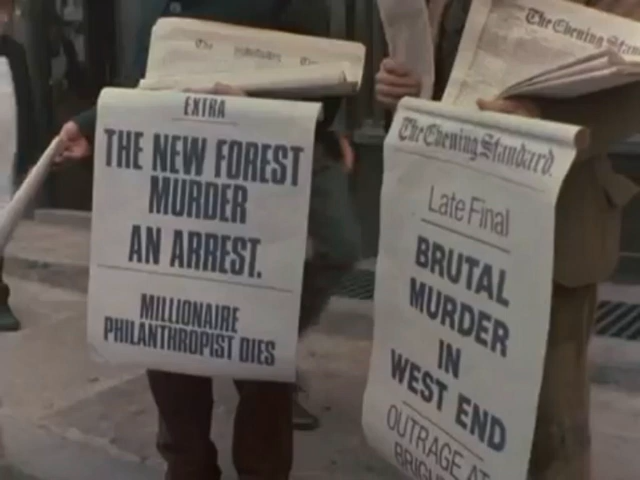 EXTRA
THE NEW FOREST
MURDER
AN ARREST.
MILLIONAIRE
PHILANTHROPIST DIES
The Evening Standard.
Late Final
BRUTAL
MURDER
IN
WEST END
OUTRAGE AT
The Evening